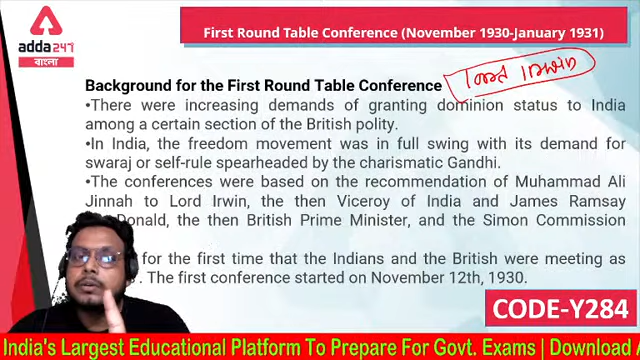 adda247
বাংলা
First Round Table Conference (November 1930-January 1931)
Background for the First Round Table Conference
•There were increasing demands of granting dominion status to India
among a certain section of the British polity.
•In India, the freedom movement was in full swing with its demand for
swaraj or self-rule spearheaded by the charismatic Gandhi.
•The conferences were based on the recommendation of Muhammad Ali
Jinnah to Lord Irwin, the then Viceroy of India and James Ramsay
Donald, the then British Prime Minister, and the Simon Commission
for the first time that the Indians and the British were meeting as
. The first conference started on November 12th, 1930.
CODE-Y284
India's Largest Educational Platform To Prepare For Govt. Exams | Download